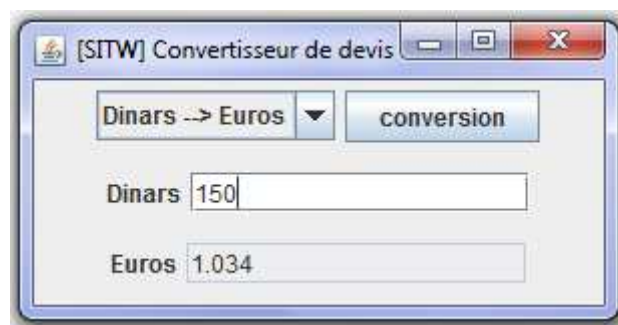 [SITW] Convertisseur de devis
Dinars --> Euros conversion
Dinars 150
Euros 1.034